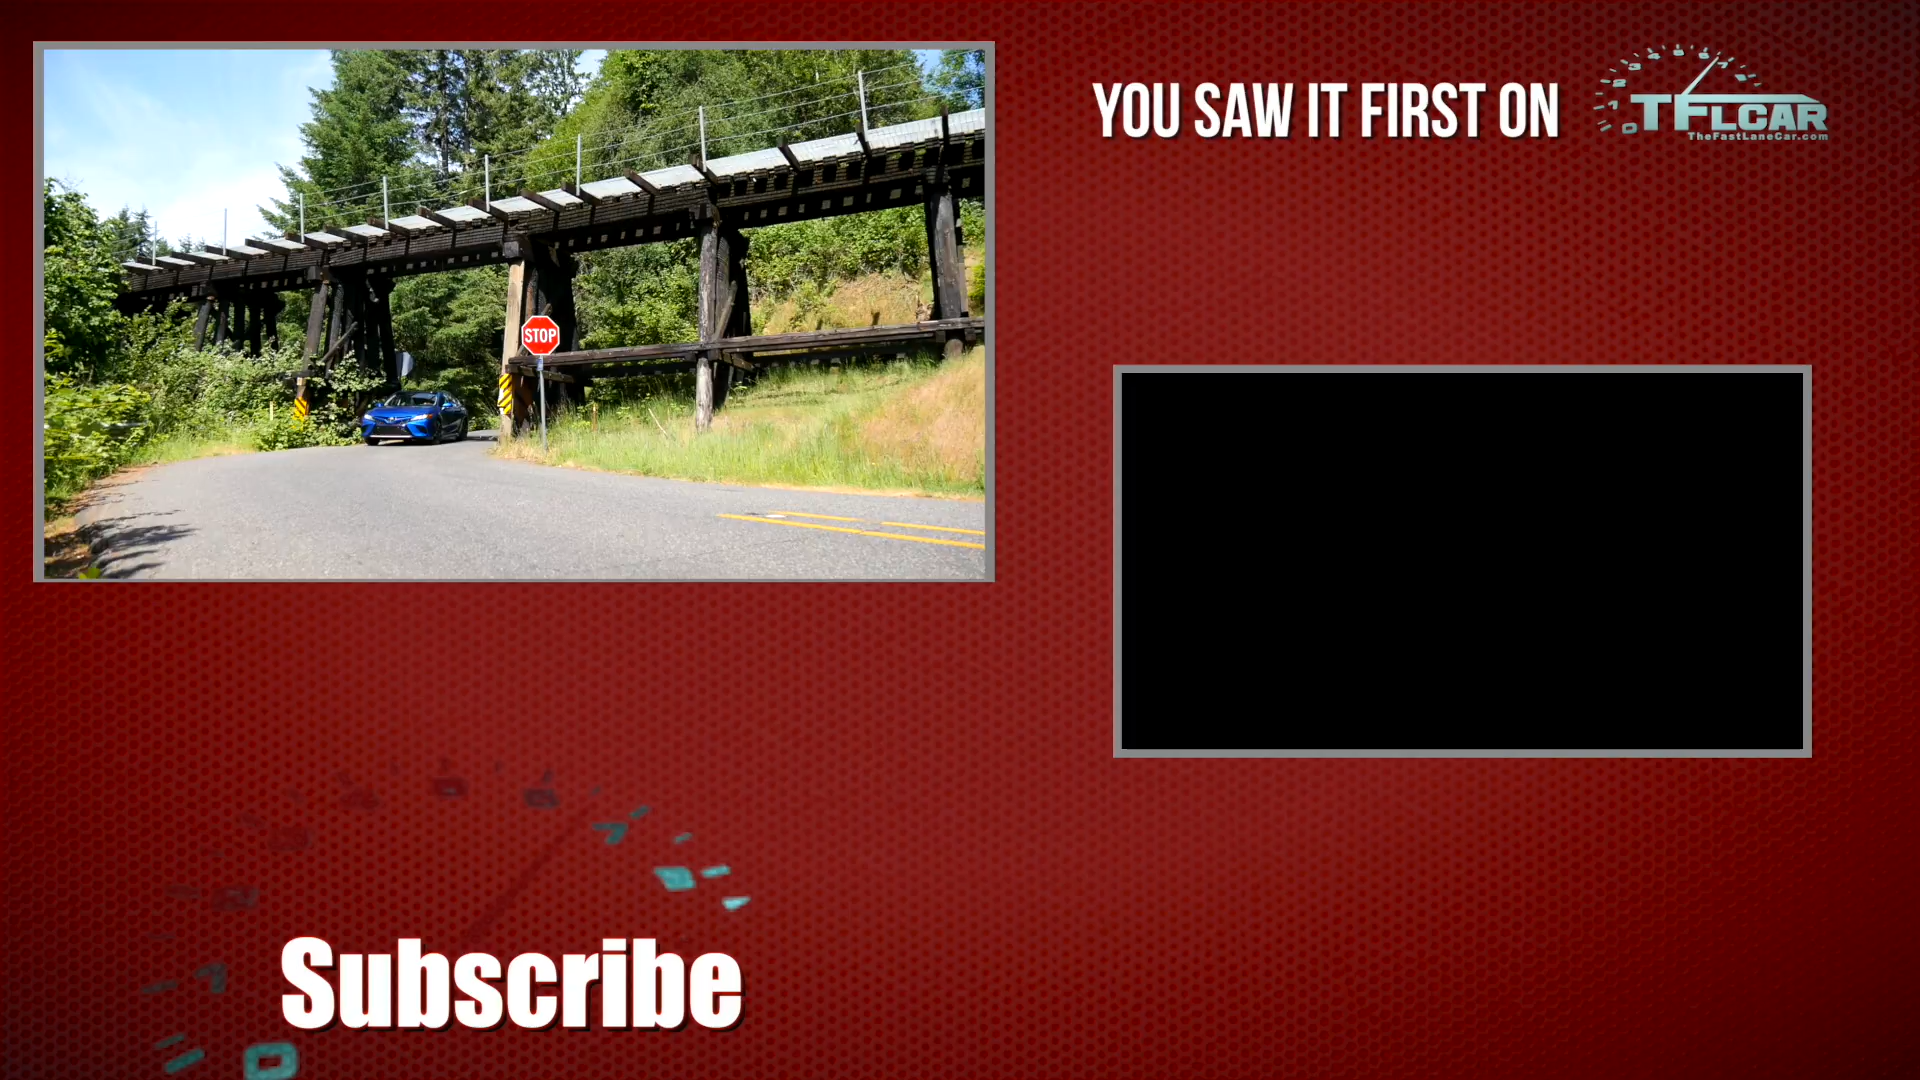 YOU SAW IT FIRST ON
TFLCAR
TheFastLaneCar.com
STOP
Subscribe